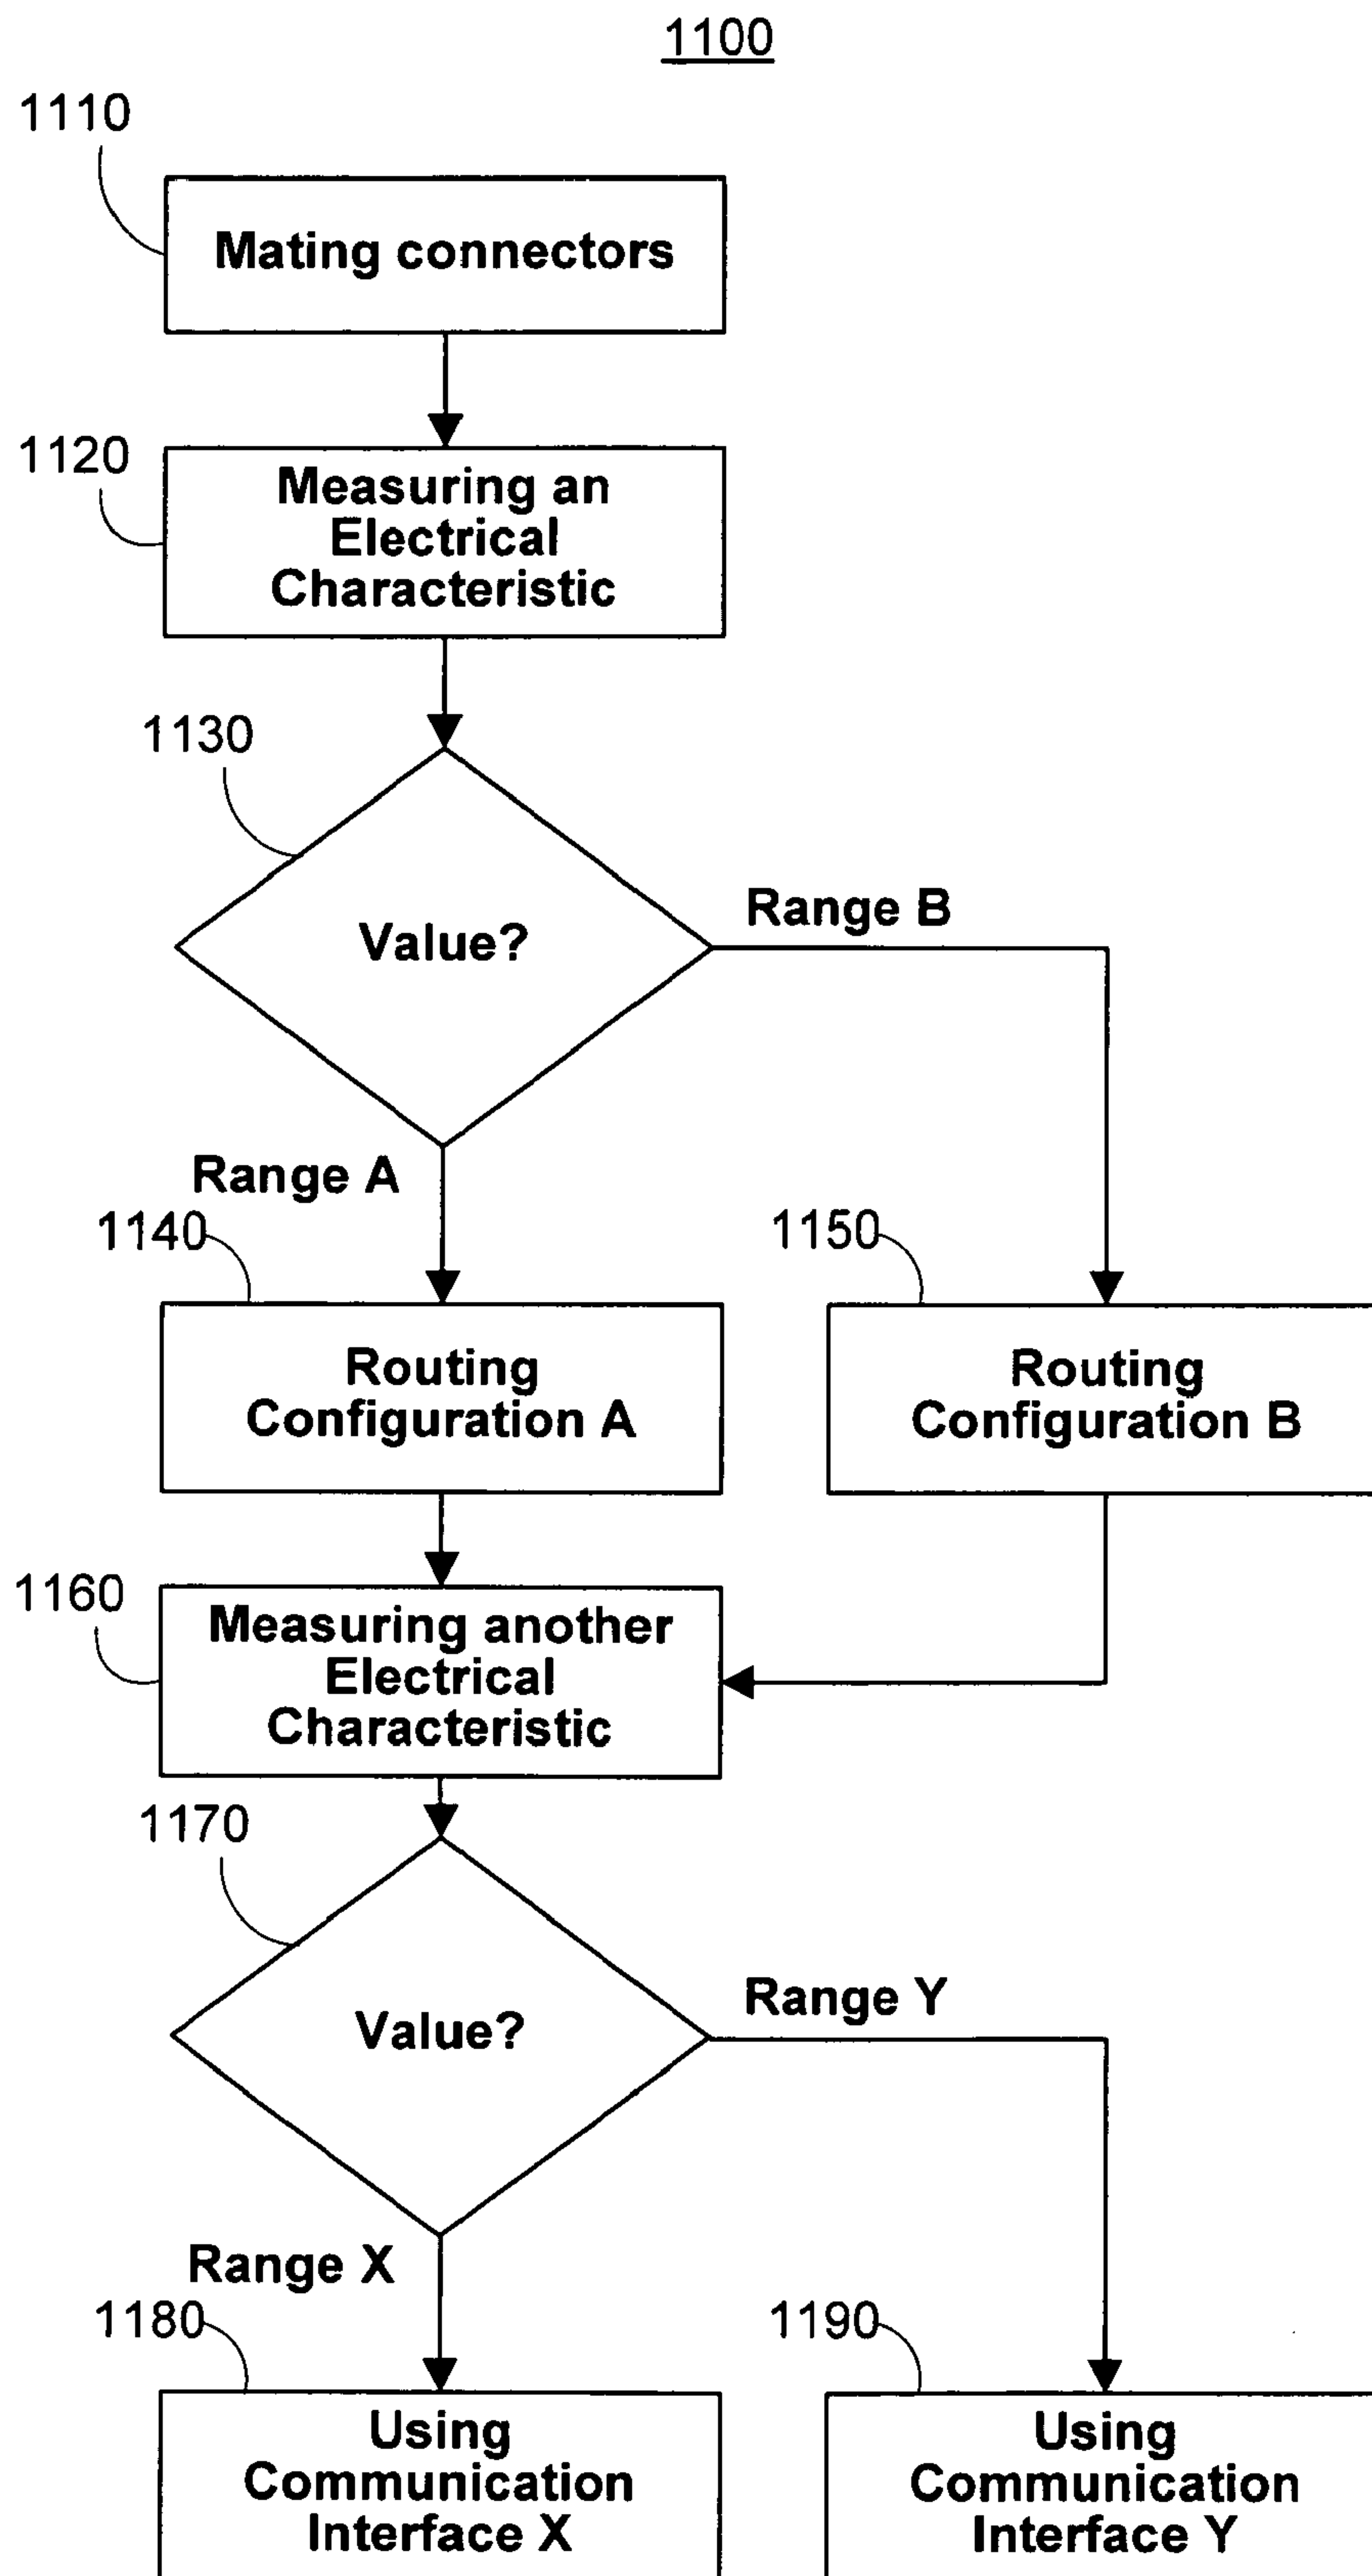 1100
1110
Mating connectors
1120
Measuring an
Electrical
Characteristic
1130
Value?
Range B
Range A
1140
Routing
Configuration A
1150
Routing
Configuration B
1160
Measuring another
Electrical
Characteristic
1170
Value?
Range Y
Range X
1180
Using
Communication
Interface X
1190
Using
Communication
Interface Y